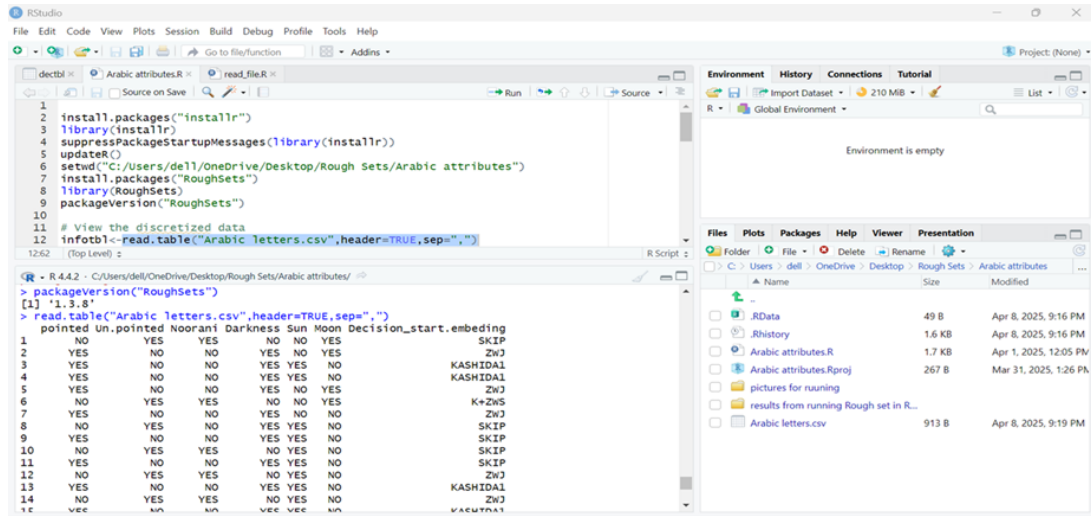 RStudio
File Edit Code View Plots Session Build Debug Profile Tools Help
Go to file/function Addins Project: (None)
dectbl Arabic attributes.R read_file.R
Source on Save Run Source
1
2 install.packages("installr")
3 library(installr)
4 suppressPackageStartupMessages(library(installr))
5 updateR()
6 setwd("C:/Users/dell/OneDrive/Desktop/Rough Sets/Arabic attributes")
7 install.packages("RoughSets")
8 library(RoughSets)
9 packageVersion("RoughSets")
10
11 # View the discretized data
12 infotbl<-read.table("Arabic letters.csv",header=TRUE,sep=",")
12:62 (Top Level) R Script
R 4.4.2 · C:/Users/dell/OneDrive/Desktop/Rough Sets/Arabic attributes/
> packageVersion("RoughSets")
[1] ‘1.3.8’
> read.table("Arabic letters.csv",header=TRUE,sep=",")
pointed Un.pointed Noorani Darkness Sun Moon Decision_start.embeding
1 NO YES YES NO NO YES SKIP
2 YES NO NO YES NO YES ZWJ
3 YES NO NO YES YES NO KASHIDA1
4 YES NO NO YES YES NO KASHIDA1
5 YES NO NO YES NO YES ZWJ
6 NO YES YES NO NO YES K+ZWS
7 YES NO NO YES YES NO ZWJ
8 NO YES NO YES YES NO SKIP
9 YES NO NO YES YES NO SKIP
10 NO YES YES NO YES NO SKIP
11 YES NO NO YES YES NO SKIP
12 NO YES YES NO YES NO ZWJ
13 YES NO NO YES YES NO KASHIDA1
14 NO YES YES NO YES NO ZWJ
15 YES NO NO YES YES NO KASHIDA1
Environment History Connections Tutorial
Import Dataset 210 MiB List
R Global Environment
Environment is empty
Files Plots Packages Help Viewer Presentation
Folder File Delete Rename
C: Users dell OneDrive Desktop Rough Sets Arabic attributes ...
Name Size Modified
..
.RData 49 B Apr 8, 2025, 9:16 PM
.Rhistory 1.6 KB Apr 8, 2025, 9:16 PM
Arabic attributes.R 1.7 KB Apr 1, 2025, 12:05 PM
Arabic attributes.Rproj 267 B Mar 31, 2025, 1:26 PM
pictures for ruuning
results from running Rough set in R...
Arabic letters.csv 913 B Apr 8, 2025, 9:19 PM